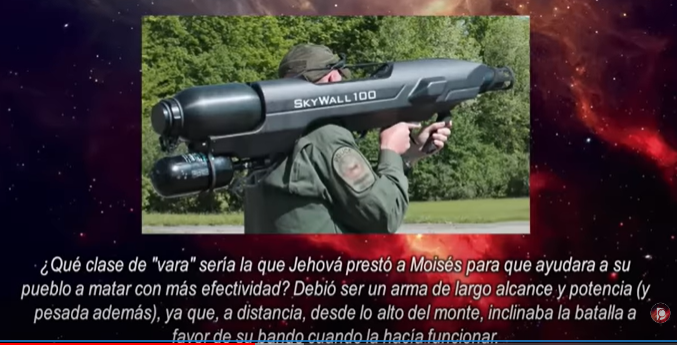 SKYWALL100
¿Qué clase de "vara" sería la que Jehová prestó a Moisés para que ayudara a su
pueblo a matar con más efectividad? Debió ser un arma de largo alcance y potencia (y
pesada además), ya que, a distancia, desde lo alto del monte, inclinaba la batalla a
favor de su bando cuando la hacía funcionar.